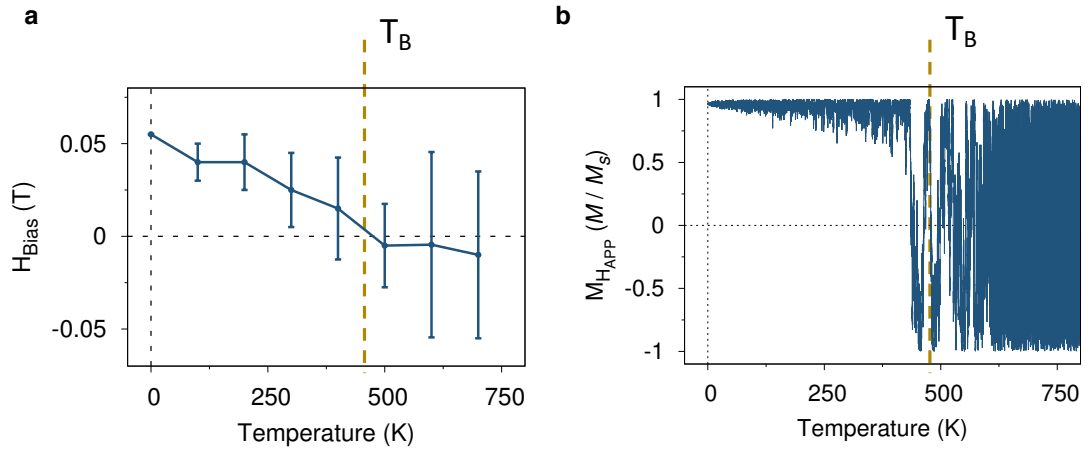 a
T_B
H_Bias (T)
0.05
0
-0.05
0
250
500
750
Temperature (K)
b
T_B
M_H_APP (M / M_s)
1
0.5
0
-0.5
-1
0
250
500
750
Temperature (K)